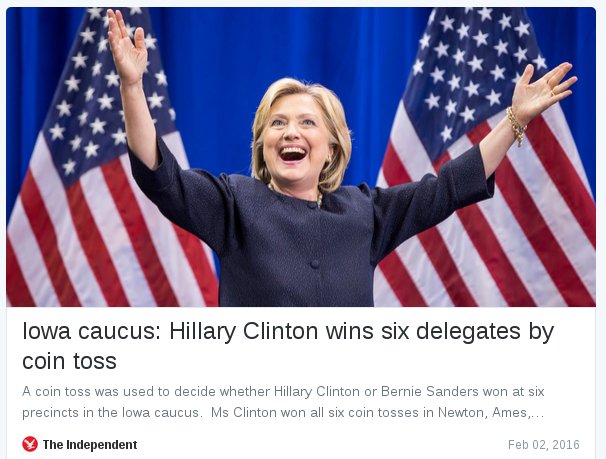 Iowa caucus: Hillary Clinton wins six delegates by
coin toss
A coin toss was used to decide whether Hillary Clinton or Bernie Sanders won at six
precincts in the Iowa caucus.  Ms Clinton won all six coin tosses in Newton, Ames,...
The Independent
Feb 02, 2016